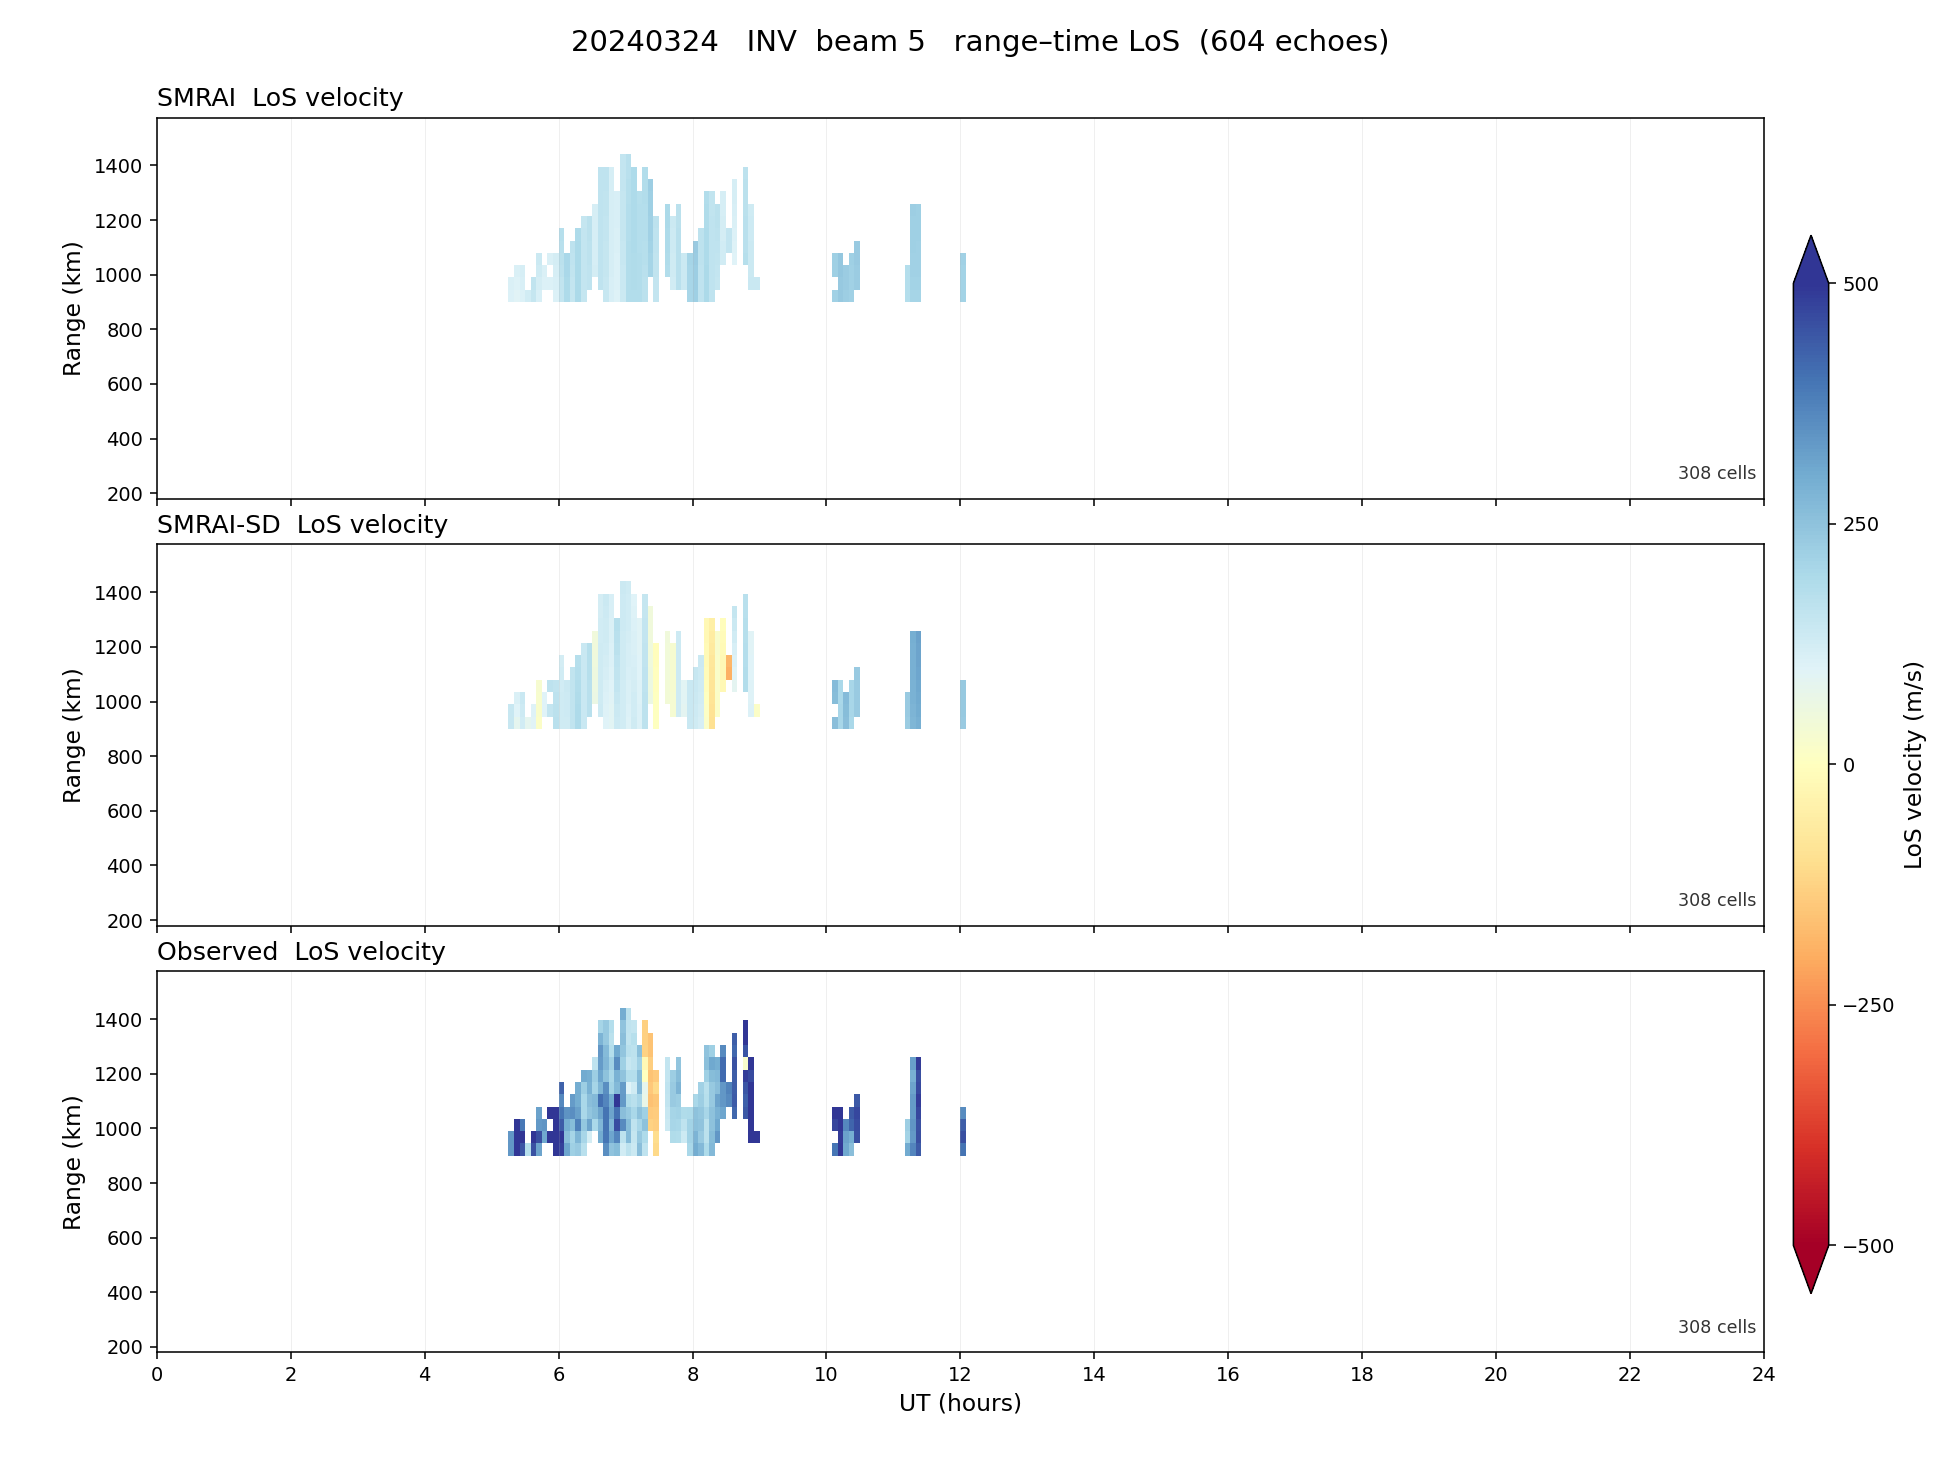 20240324   INV  beam 5   range–time LoS  (604 echoes)
SMRAI  LoS velocity
1400
1200
1000
800
600
400
200
Range (km)
308 cells
SMRAI-SD  LoS velocity
1400
1200
1000
800
600
400
200
Range (km)
308 cells
Observed  LoS velocity
1400
1200
1000
800
600
400
200
Range (km)
308 cells
0 2 4 6 8 10 12 14 16 18 20 22 24
UT (hours)
500
250
0
−250
−500
LoS velocity (m/s)